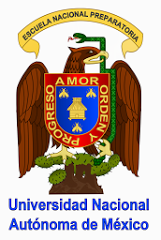 ESCUELA NACIONAL PREPARATORIA
AMOR
ORDEN Y
PROGRESO
Universidad Nacional
Autónoma de México